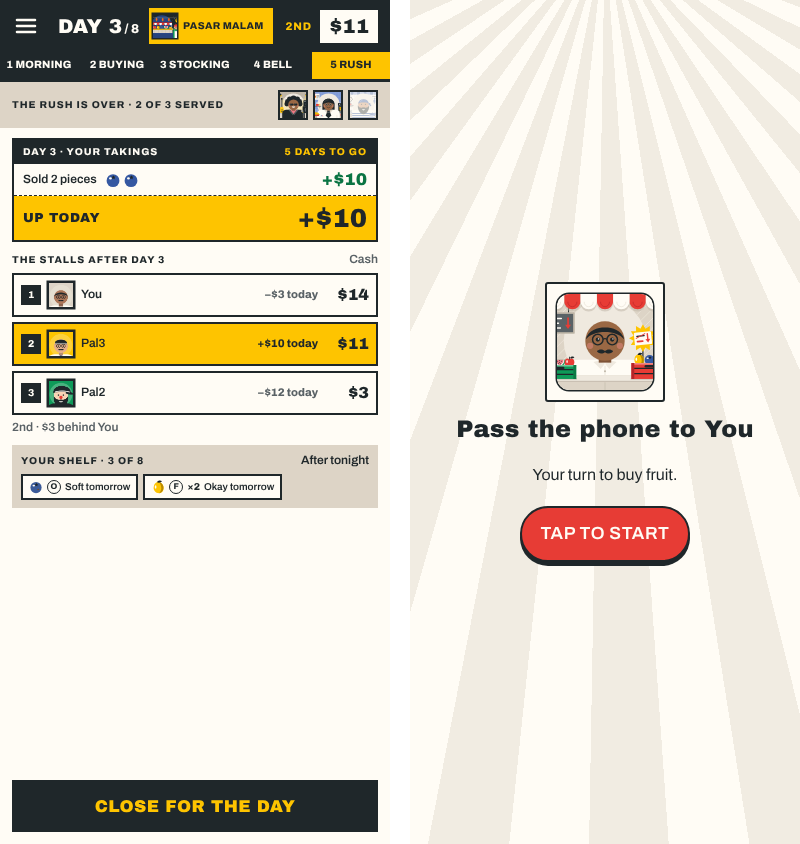 DAY 3 / 8
PASAR MALAM
2ND
$11
1 MORNING
2 BUYING
3 STOCKING
4 BELL
5 RUSH
THE RUSH IS OVER · 2 OF 3 SERVED
DAY 3 · YOUR TAKINGS
5 DAYS TO GO
Sold 2 pieces
+$10
UP TODAY
+$10
THE STALLS AFTER DAY 3
Cash
1 You −$3 today $14
2 Pal3 +$10 today $11
3 Pal2 −$12 today $3
2nd · $3 behind You
YOUR SHELF · 3 OF 8
After tonight
O Soft tomorrow
F ×2 Okay tomorrow
CLOSE FOR THE DAY
Pass the phone to You
Your turn to buy fruit.
TAP TO START